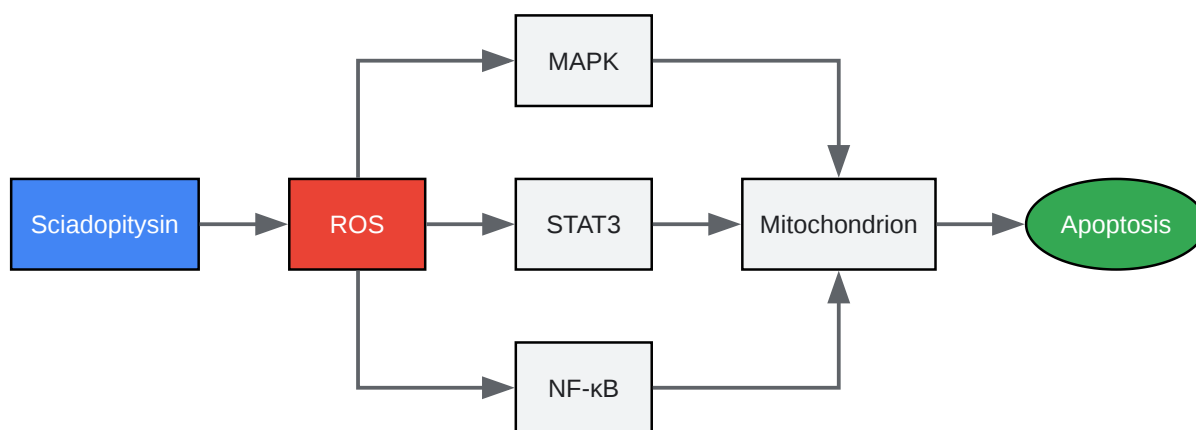 MAPK
Sciadopitysin
ROS
STAT3
Mitochondrion
Apoptosis
NF-κB